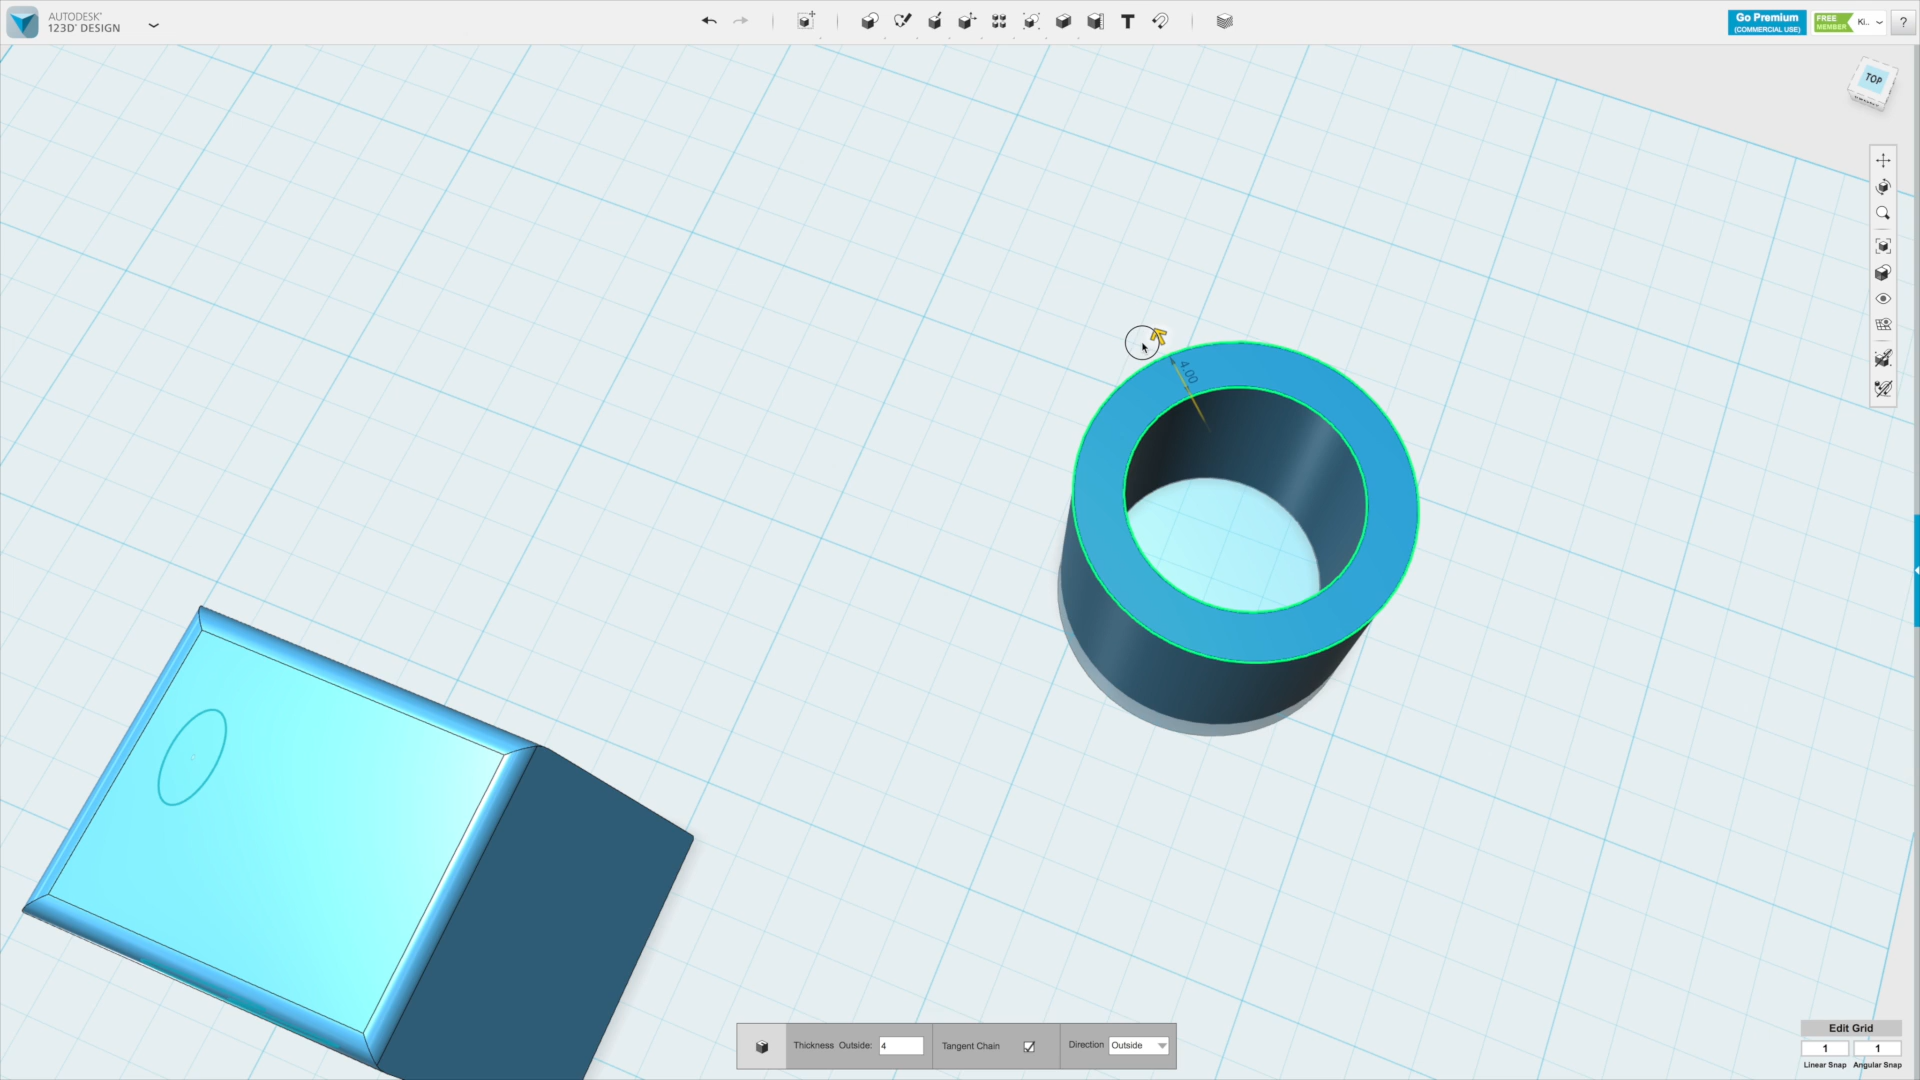 AUTODESK®
123D® DESIGN
T
Go Premium
(COMMERCIAL USE)
FREE
MEMBER
Ki..
?
TOP
4.00
Thickness Outside: 4
Tangent Chain
Direction Outside
Edit Grid
1 1
Linear Snap Angular Snap